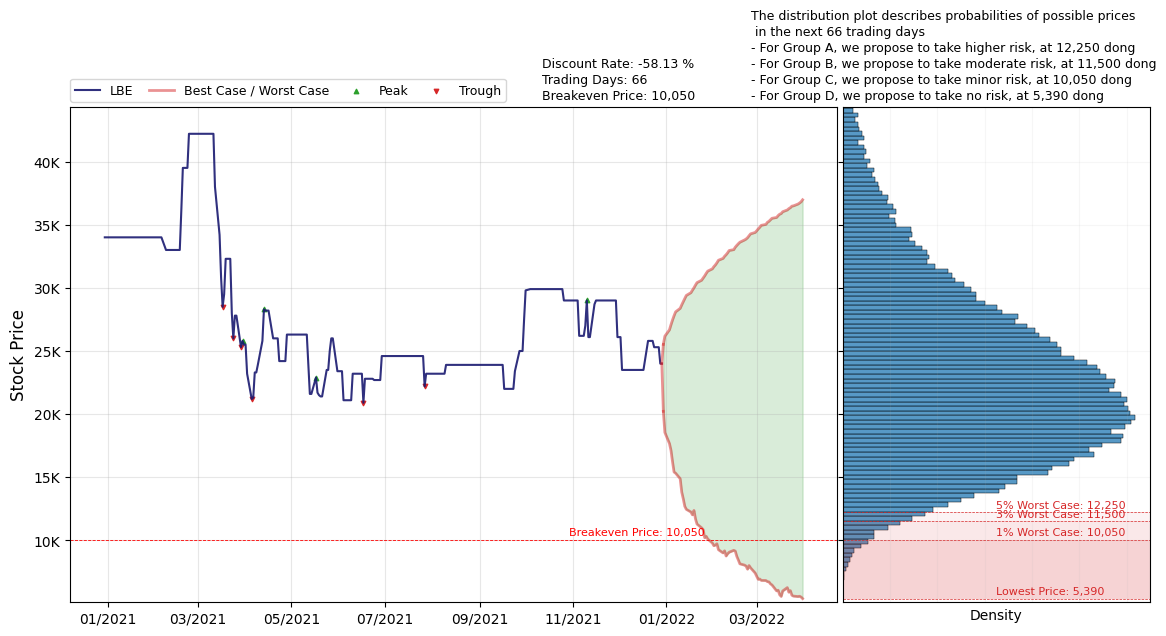 The distribution plot describes probabilities of possible prices
in the next 66 trading days
- For Group A, we propose to take higher risk, at 12,250 dong
- For Group B, we propose to take moderate risk, at 11,500 dong
- For Group C, we propose to take minor risk, at 10,050 dong
- For Group D, we propose to take no risk, at 5,390 dong
Discount Rate: -58.13 %
Trading Days: 66
Breakeven Price: 10,050
LBE
Best Case / Worst Case
Peak
Trough
Stock Price
40K
35K
30K
25K
20K
15K
10K
Breakeven Price: 10,050
5% Worst Case: 12,250
3% Worst Case: 11,500
1% Worst Case: 10,050
Lowest Price: 5,390
01/2021
03/2021
05/2021
07/2021
09/2021
11/2021
01/2022
03/2022
Density